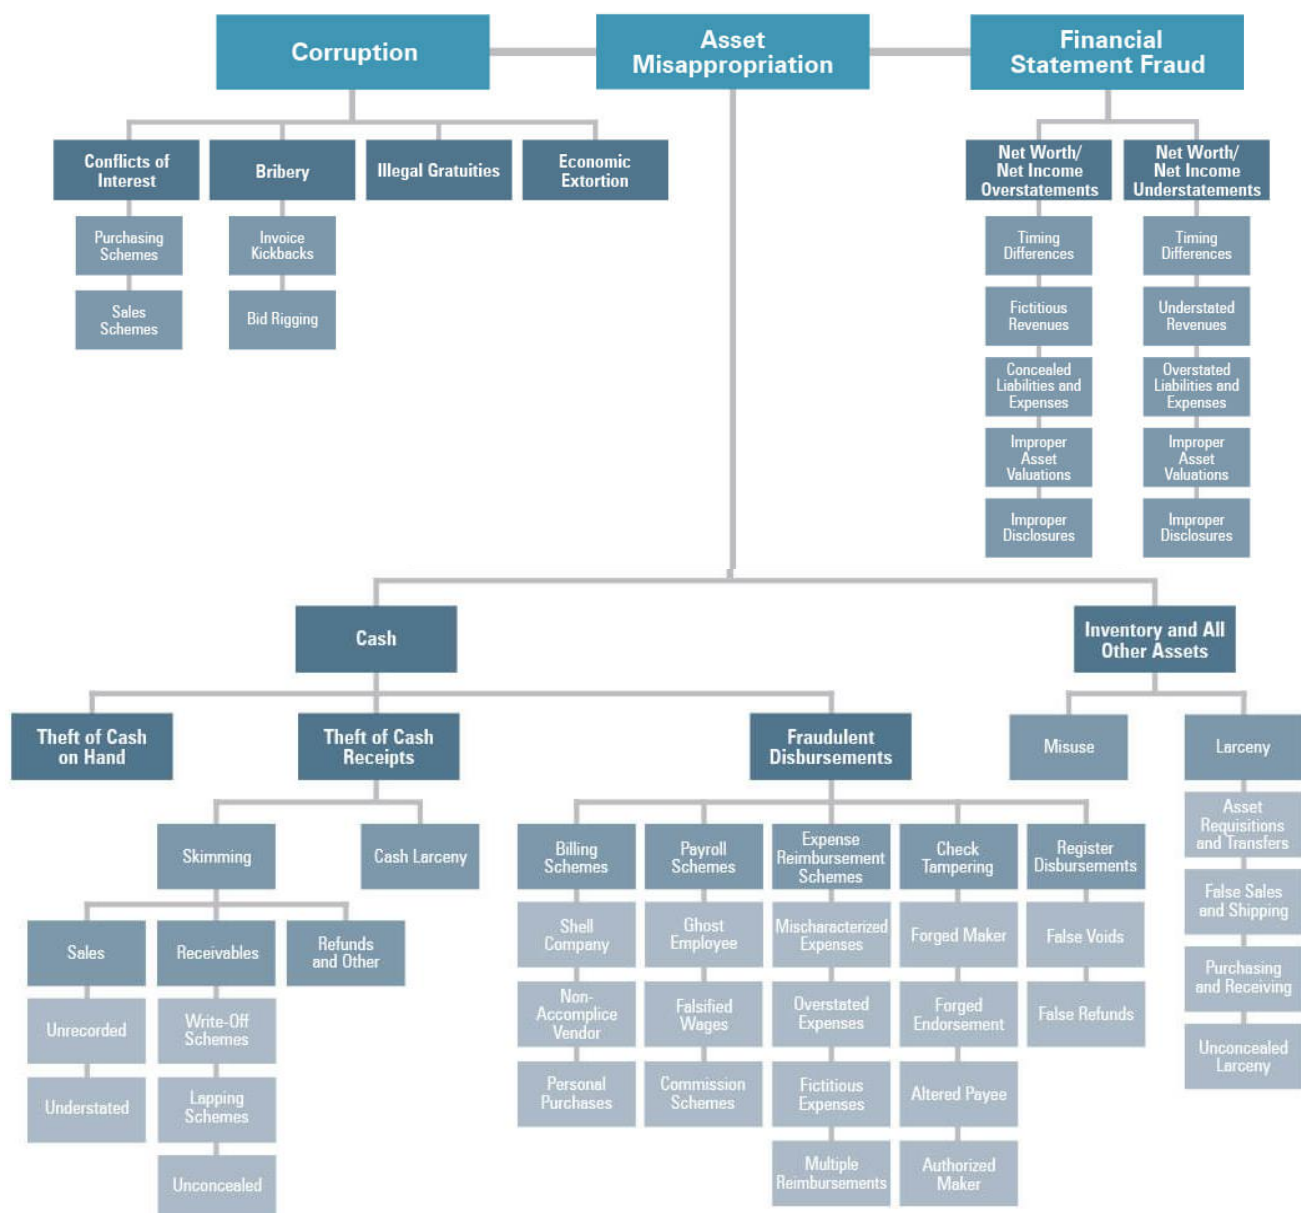 Corruption
Asset
Misappropriation
Financial
Statement Fraud
Conflicts of
Interest
Purchasing
Schemes
Sales
Schemes
Bribery
Invoice
Kickbacks
Bid Rigging
Illegal Gratuities
Economic
Extortion
Net Worth/
Net Income
Overstatements
Timing
Differences
Fictitious
Revenues
Concealed
Liabilities and
Expenses
Improper
Asset
Valuations
Improper
Disclosures
Net Worth/
Net Income
Understatements
Timing
Differences
Understated
Revenues
Overstated
Liabilities and
Expenses
Improper
Asset
Valuations
Improper
Disclosures
Cash
Inventory and All
Other Assets
Theft of Cash
on Hand
Theft of Cash
Receipts
Fraudulent
Disbursements
Misuse
Larceny
Asset
Requisitions
and Transfers
False Sales
and Shipping
Purchasing
and Receiving
Unconcealed
Larceny
Skimming
Cash Larceny
Sales
Unrecorded
Understated
Receivables
Write-Off
Schemes
Lapping
Schemes
Unconcealed
Refunds
and Other
Billing
Schemes
Shell
Company
Non-
Accomplice
Vendor
Personal
Purchases
Payroll
Schemes
Ghost
Employee
Falsified
Wages
Commission
Schemes
Expense
Reimbursement
Schemes
Mischaracterized
Expenses
Overstated
Expenses
Fictitious
Expenses
Multiple
Reimbursements
Check
Tampering
Forged Maker
Forged
Endorsement
Altered Payee
Authorized
Maker
Register
Disbursements
False Voids
False Refunds